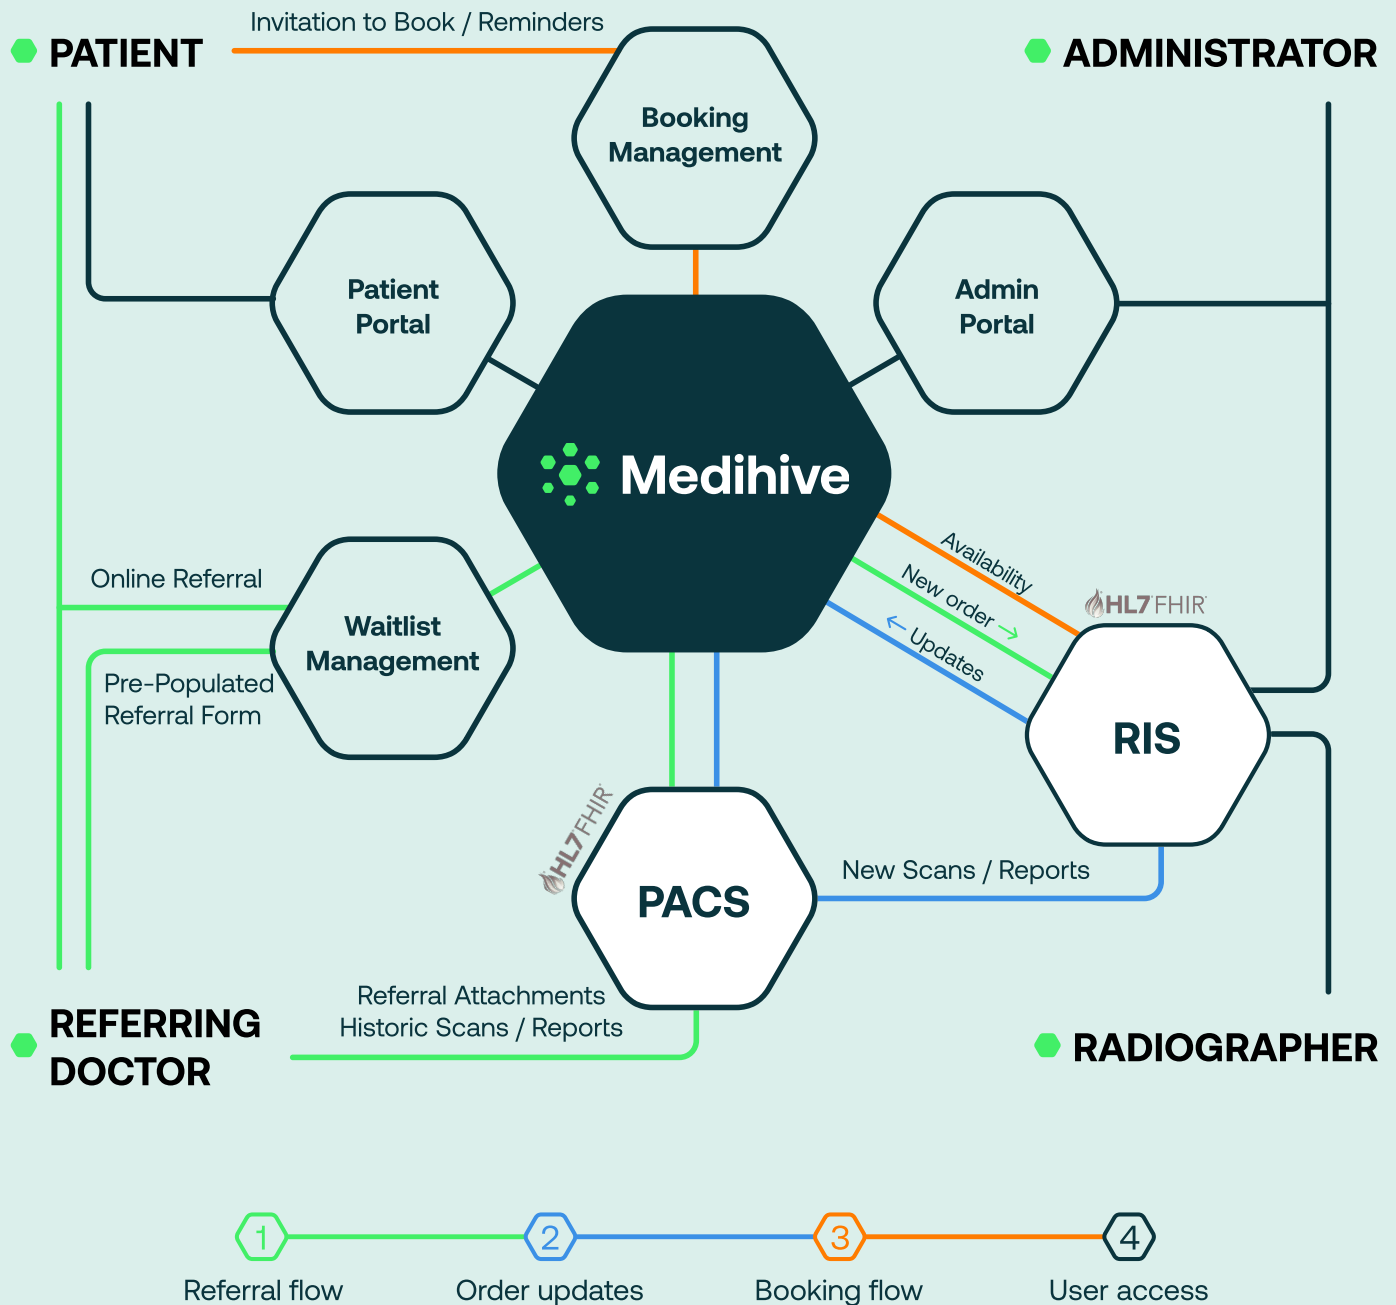 Invitation to Book / Reminders
PATIENT
ADMINISTRATOR
Booking
Management
Patient
Portal
Admin
Portal
Medihive
Availability
New order →
← Updates
Online Referral
Waitlist
Management
Pre-Populated
Referral Form
HL7 FHIR
RIS
HL7 FHIR
PACS
New Scans / Reports
Referral Attachments
Historic Scans / Reports
REFERRING
DOCTOR
RADIOGRAPHER
1
2
3
4
Referral flow
Order updates
Booking flow
User access